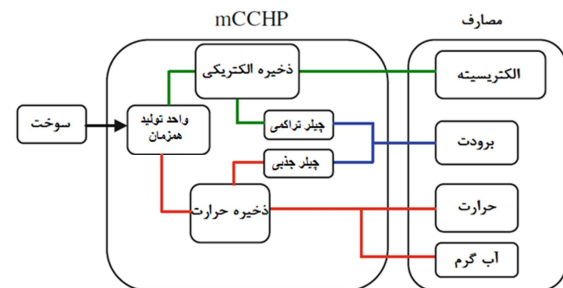 mCCHP
مصارف
سوخت
واحد تولید
همزمان
ذخیره الکتریکی
چیلر تراکمی
چیلر جذبی
ذخیره حرارت
الکتریسیته
برودت
حرارت
آب گرم